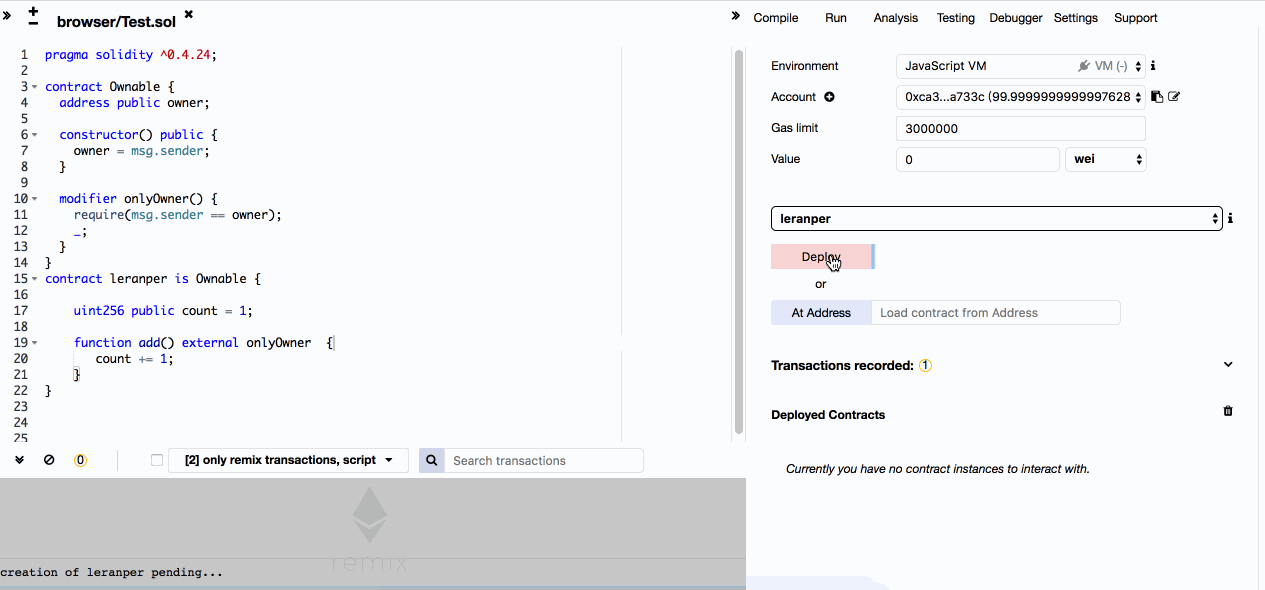 browser/Test.sol
1 pragma solidity ^0.4.24;
2
3 contract Ownable {
4 address public owner;
5
6 constructor() public {
7 owner = msg.sender;
8 }
9
10 modifier onlyOwner() {
11 require(msg.sender == owner);
12 _;
13 }
14 }
15 contract leranper is Ownable {
16
17 uint256 public count = 1;
18
19 function add() external onlyOwner {
20 count += 1;
21 }
22 }
23
24
25
0
[2] only remix transactions, script
Search transactions
remix
creation of leranper pending...
Compile Run Analysis Testing Debugger Settings Support
Environment JavaScript VM VM (-)
Account 0xca3...a733c (99.9999999999997628
Gas limit 3000000
Value 0 wei
leranper
Deploy
or
At Address Load contract from Address
Transactions recorded: 1
Deployed Contracts
Currently you have no contract instances to interact with.